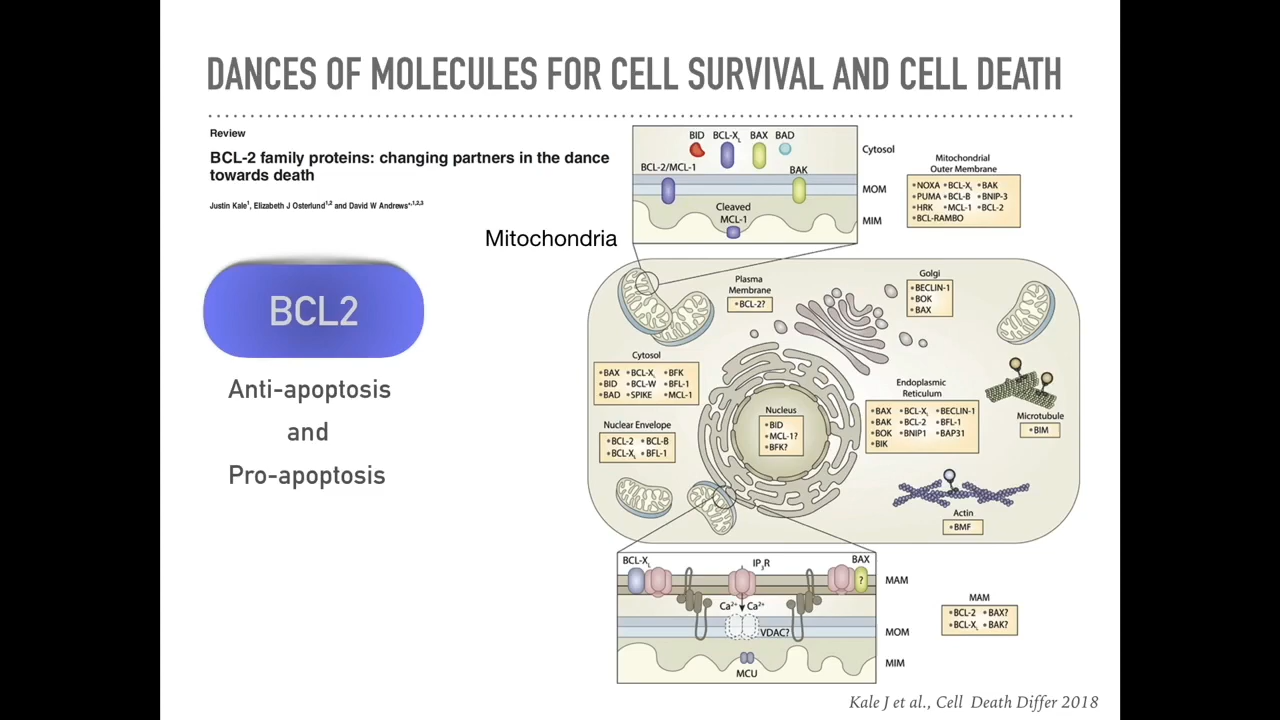 DANCES OF MOLECULES FOR CELL SURVIVAL AND CELL DEATH
Review
BCL-2 family proteins: changing partners in the dance
towards death
Justin Kale1, Elizabeth J Osterlund1,2 and David W Andrews*,1,2,3
Mitochondria
BCL2
Anti-apoptosis
and
Pro-apoptosis
BID BCL-XL BAX BAD
BCL-2/MCL-1
BAK
Cleaved
MCL-1
Cytosol
MOM
MIM
Mitochondrial
Outer Membrane
•NOXA •BCL-XL •BAK
•PUMA •BCL-B •BNIP-3
•HRK •MCL-1 •BCL-2
•BCL-RAMBO
Plasma
Membrane
•BCL-2?
Golgi
•BECLIN-1
•BOK
•BAX
Cytosol
•BAX •BCL-XL •BFK
•BID •BCL-W •BFL-1
•BAD •SPIKE •MCL-1
Nuclear Envelope
•BCL-2 •BCL-B
•BCL-XL •BFL-1
Nucleus
•BID
•MCL-1?
•BFK?
Endoplasmic
Reticulum
•BAX •BCL-XL •BECLIN-1
•BAK •BCL-2 •BFL-1
•BOK •BNIP1 •BAP31
•BIK
Microtubule
•BIM
Actin
•BMF
BCL-XL
IP3R
BAX
?
Ca2+ Ca2+
VDAC?
MCU
MAM
MOM
MIM
MAM
•BCL-2 •BAX?
•BCL-XL •BAK?
Kale J et al., Cell Death Differ 2018